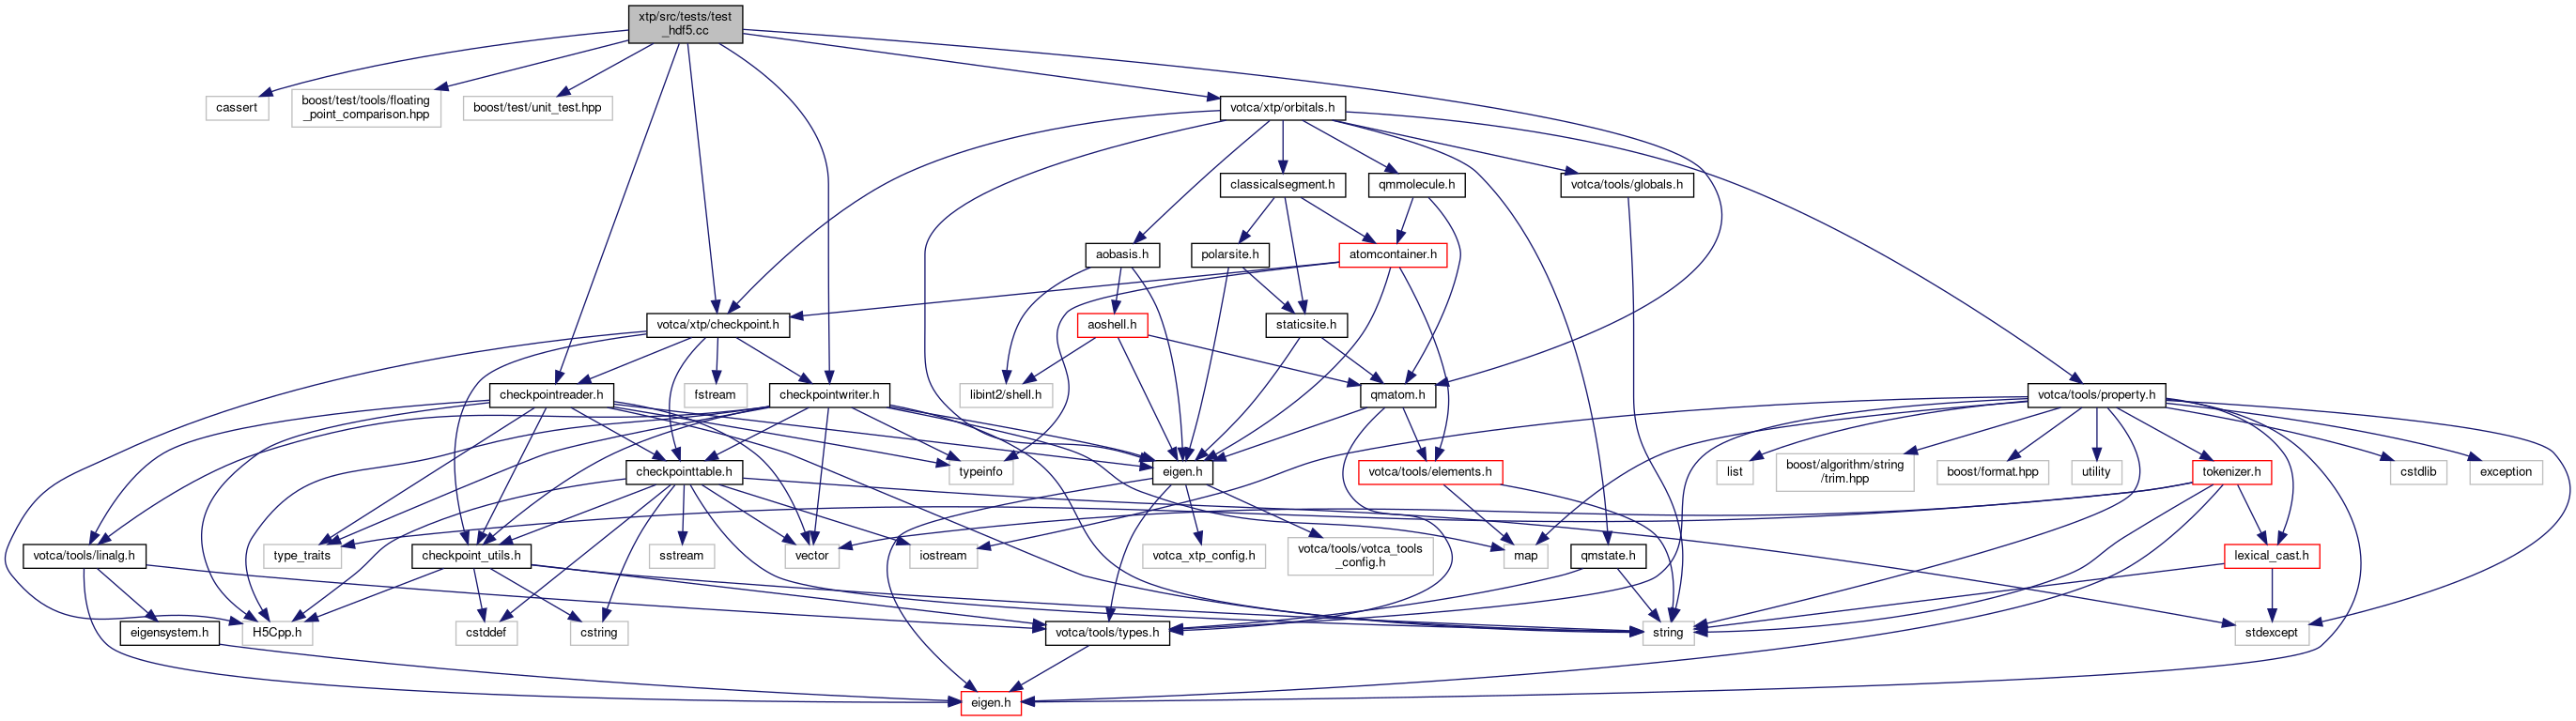 xtp/src/tests/test
_hdf5.cc
cassert
boost/test/tools/floating
_point_comparison.hpp
boost/test/unit_test.hpp
votca/xtp/orbitals.h
classicalsegment.h
qmmolecule.h
votca/tools/globals.h
aobasis.h
polarsite.h
atomcontainer.h
votca/xtp/checkpoint.h
aoshell.h
staticsite.h
checkpointreader.h
fstream
checkpointwriter.h
libint2/shell.h
qmatom.h
votca/tools/property.h
checkpointtable.h
typeinfo
eigen.h
votca/tools/elements.h
list
boost/algorithm/string
/trim.hpp
boost/format.hpp
utility
tokenizer.h
cstdlib
exception
votca/tools/linalg.h
type_traits
checkpoint_utils.h
sstream
vector
iostream
votca_xtp_config.h
votca/tools/votca_tools
_config.h
map
qmstate.h
lexical_cast.h
eigensystem.h
H5Cpp.h
cstddef
cstring
votca/tools/types.h
string
stdexcept
eigen.h